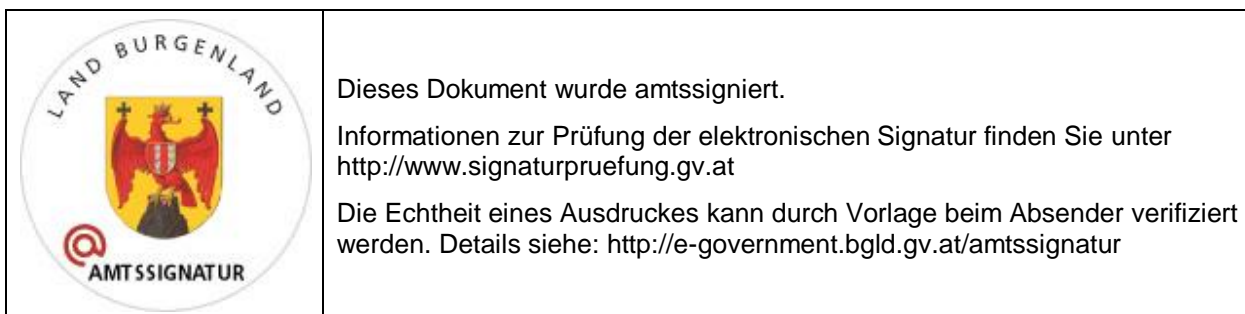 LAND BURGENLAND
@
AMTSSIGNATUR
Dieses Dokument wurde amtssigniert.
Informationen zur Prüfung der elektronischen Signatur finden Sie unter
http://www.signaturpruefung.gv.at
Die Echtheit eines Ausdruckes kann durch Vorlage beim Absender verifiziert
werden. Details siehe: http://e-government.bgld.gv.at/amtssignatur